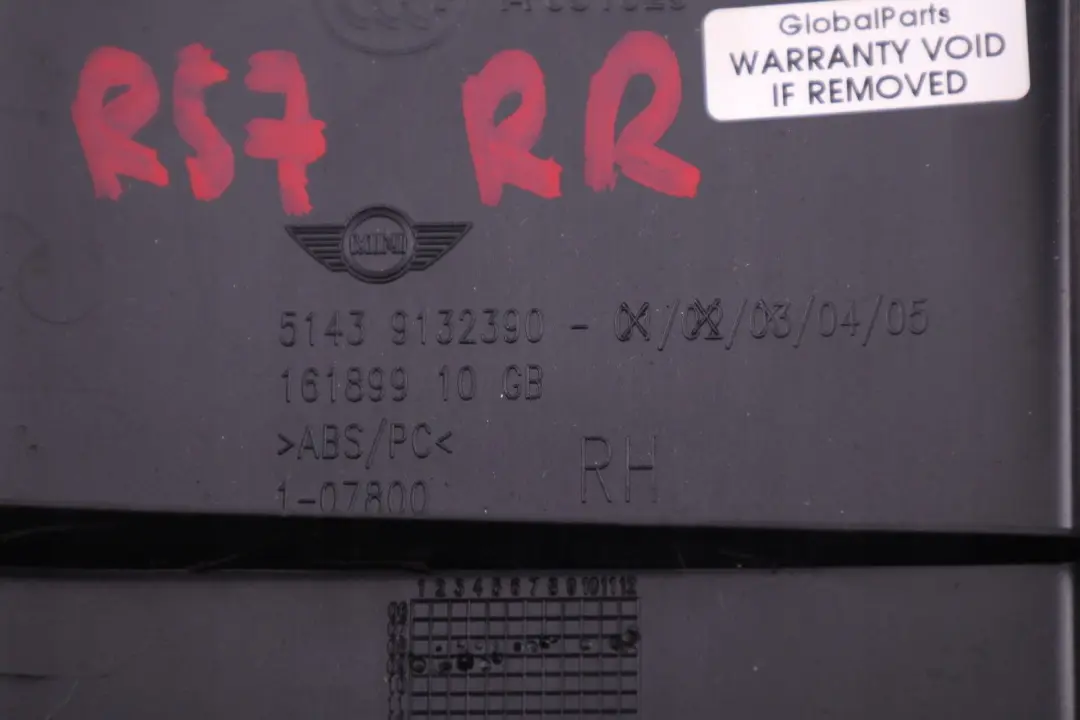 GlobalParts
WARRANTY VOID
IF REMOVED
R57 RR
MINI
5143 9132390 - 01/02/03/04/05
161899 10 GB
>ABS/PC<
1-07800
RH
1 2 3 4 5 6 7 8 9 10 11 12